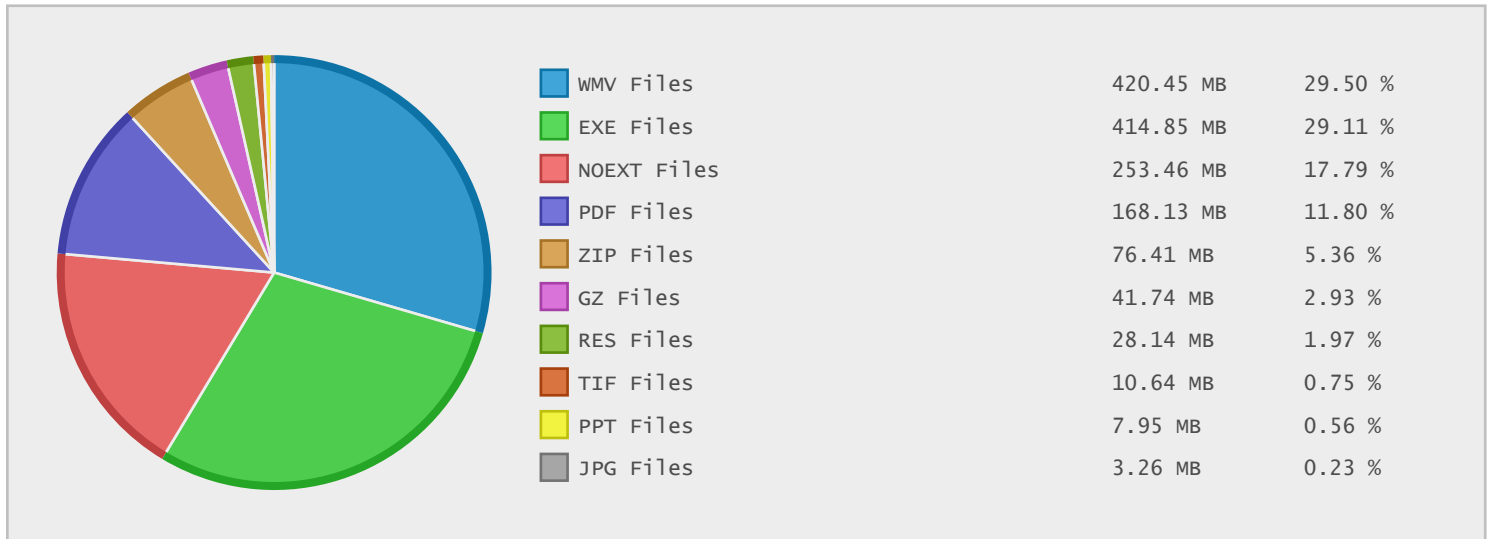 WMV Files 420.45 MB 29.50 %
EXE Files 414.85 MB 29.11 %
NOEXT Files 253.46 MB 17.79 %
PDF Files 168.13 MB 11.80 %
ZIP Files 76.41 MB 5.36 %
GZ Files 41.74 MB 2.93 %
RES Files 28.14 MB 1.97 %
TIF Files 10.64 MB 0.75 %
PPT Files 7.95 MB 0.56 %
JPG Files 3.26 MB 0.23 %